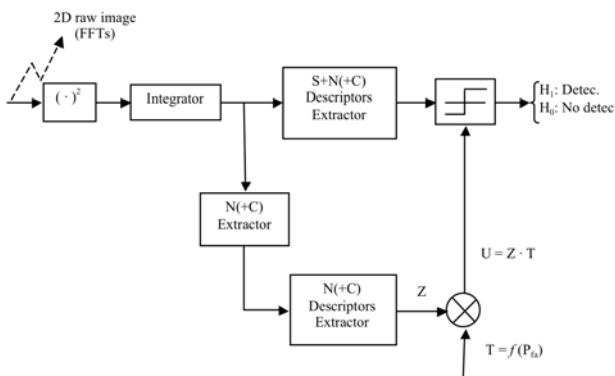 2D raw image
(FFTs)
( · )²
Integrator
S+N(+C)
Descriptors
Extractor
H₁: Detec.
H₀: No detec
N(+C)
Extractor
U = Z · T
N(+C)
Descriptors
Extractor
Z
T = f(Pfa)